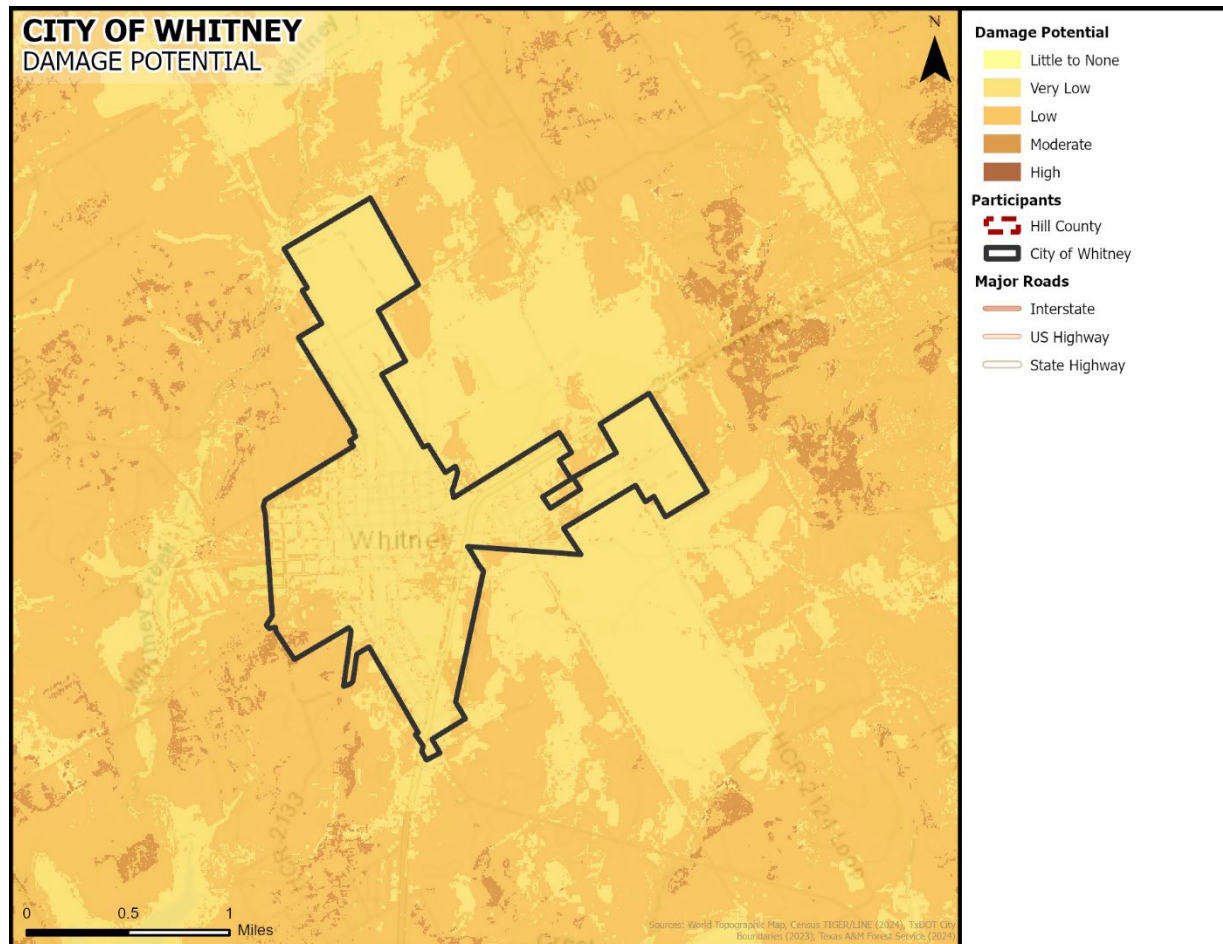 CITY OF WHITNEY
DAMAGE POTENTIAL
N
Whitney
HCR-1240
HCR-1236
Whitney
Whitney Creek
HCR-2133
HCR-2124-Loop
0 0.5 1
Miles
Sources: World Topographic Map, Census TIGER/LINE (2024), TxDOT City
Boundaries (2023), Texas A&M Forest Service (2024)
Damage Potential
Little to None
Very Low
Low
Moderate
High
Participants
Hill County
City of Whitney
Major Roads
Interstate
US Highway
State Highway